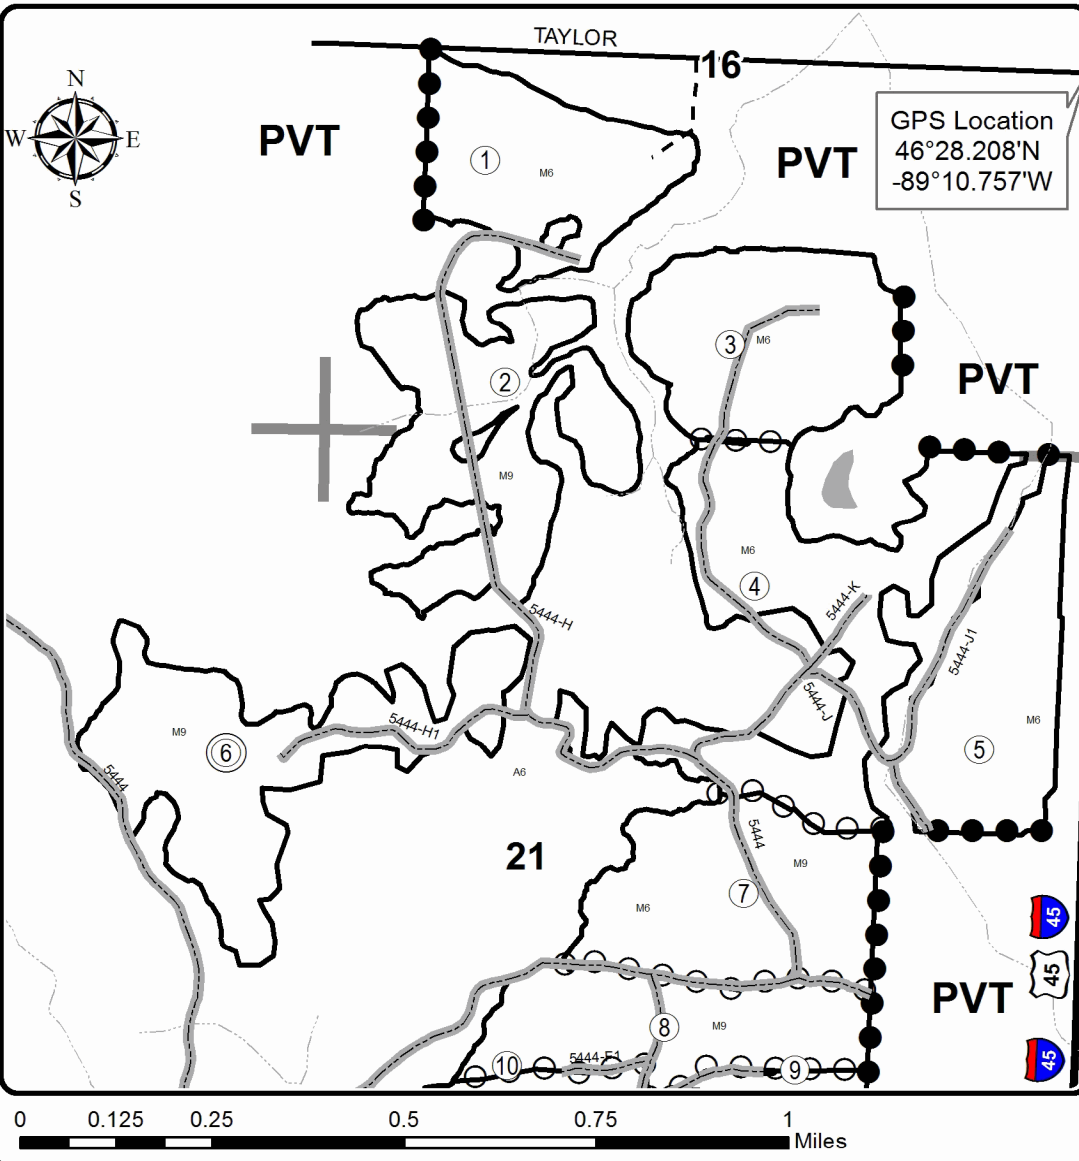 TAYLOR
16
N
W E
S
PVT
PVT
GPS Location
46°28.208'N
-89°10.757'W
1
M6
3
M6
PVT
2
M9
M6
4
5444-K
5444-H
5444-J1
5444-J
M6
5
M9
6
5444-H1
5444
A6
21
5444
M9
7
M6
45
45
PVT
8
M9
10
5444-F1
9
45
0 0.125 0.25 0.5 0.75 1
Miles